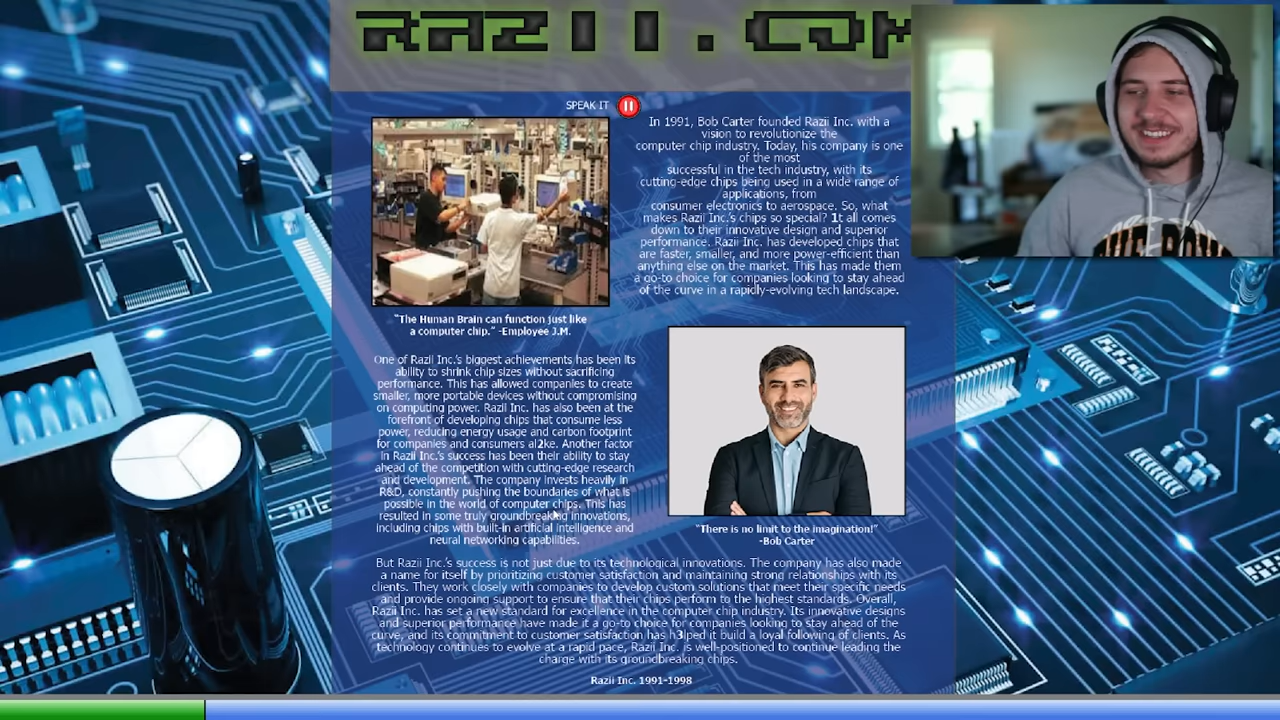 RAZII.COM
SPEAK IT
In 1991, Bob Carter founded Razii Inc. with a
vision to revolutionize the
computer chip industry. Today, his company is one
of the most
successful in the tech industry, with its
cutting-edge chips being used in a wide range of
applications, from
consumer electronics to aerospace. So, what
makes Razii Inc.'s chips so special? 1t all comes
down to their innovative design and superior
performance. Razii Inc. has developed chips that
are faster, smaller, and more power-efficient than
anything else on the market. This has made them
a go-to choice for companies looking to stay ahead
of the curve in a rapidly-evolving tech landscape.
"The Human Brain can function just like
a computer chip." -Employee J.M.
One of Razii Inc.'s biggest achievements has been its
ability to shrink chip sizes without sacrificing
performance. This has allowed companies to create
smaller, more portable devices without compromising
on computing power. Razii Inc. has also been at the
forefront of developing chips that consume less
power, reducing energy usage and carbon footprint
for companies and consumers al2ke. Another factor
in Razii Inc.'s success has been their ability to stay
ahead of the competition with cutting-edge research
and development. The company invests heavily in
R&D, constantly pushing the boundaries of what is
possible in the world of computer chips. This has
resulted in some truly groundbreaking innovations,
including chips with built-in artificial intelligence and
neural networking capabilities.
"There is no limit to the imagination!"
-Bob Carter
But Razii Inc.'s success is not just due to its technological innovations. The company has also made
a name for itself by prioritizing customer satisfaction and maintaining strong relationships with its
clients. They work closely with companies to develop custom solutions that meet their specific needs
and provide ongoing support to ensure that their chips perform to the highest standards. Overall,
Razii Inc. has set a new standard for excellence in the computer chip industry. Its innovative designs
and superior performance have made it a go-to choice for companies looking to stay ahead of the
curve, and its commitment to customer satisfaction has h3lped it build a loyal following of clients. As
technology continues to evolve at a rapid pace, Razii Inc. is well-positioned to continue leading the
charge with its groundbreaking chips.
Razii Inc. 1991-1998